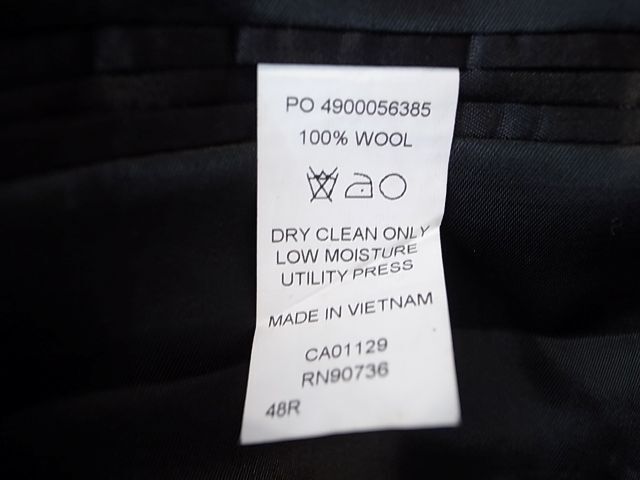 PO 4900056385
100% WOOL
DRY CLEAN ONLY
LOW MOISTURE
UTILITY PRESS
MADE IN VIETNAM
CA01129
RN90736
48R